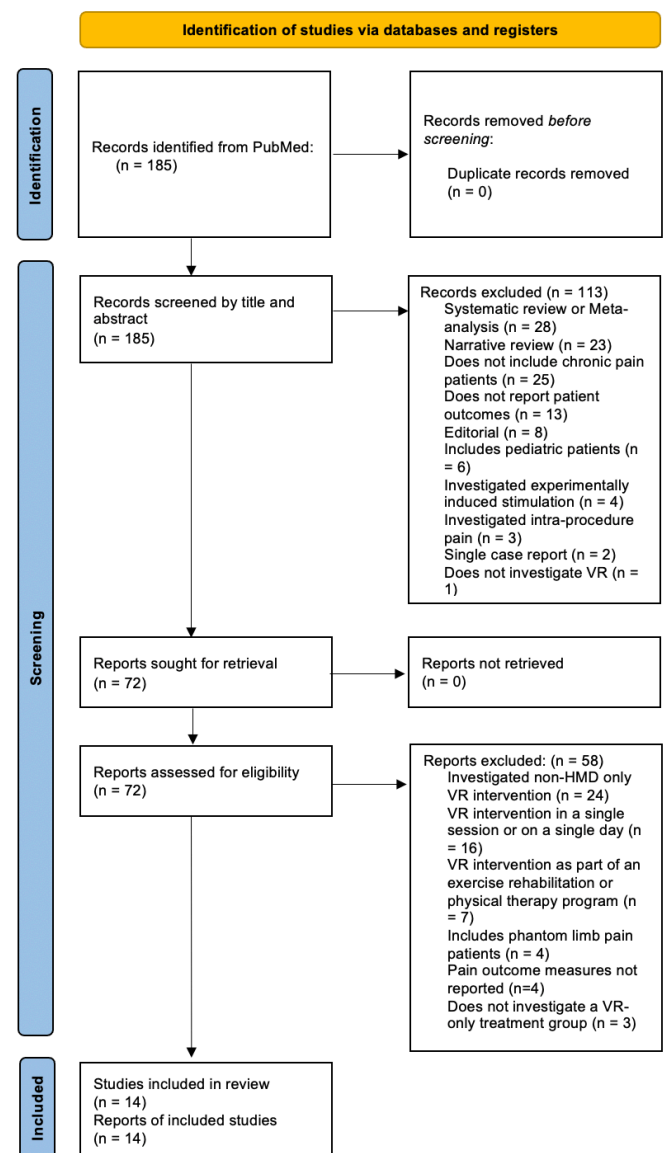 Identification of studies via databases and registers
Identification
Records identified from PubMed:
(n = 185)
Records removed before
screening:
Duplicate records removed
(n = 0)
Screening
Records screened by title and
abstract
(n = 185)
Records excluded (n = 113)
Systematic review or Meta-
analysis (n = 28)
Narrative review (n = 23)
Does not include chronic pain
patients (n = 25)
Does not report patient
outcomes (n = 13)
Editorial (n = 8)
Includes pediatric patients (n
= 6)
Investigated experimentally
induced stimulation (n = 4)
Investigated intra-procedure
pain (n = 3)
Single case report (n = 2)
Does not investigate VR (n =
1)
Reports sought for retrieval
(n = 72)
Reports not retrieved
(n = 0)
Reports assessed for eligibility
(n = 72)
Reports excluded: (n = 58)
Investigated non-HMD only
VR intervention (n = 24)
VR intervention in a single
session or on a single day (n
= 16)
VR intervention as part of an
exercise rehabilitation or
physical therapy program (n
= 7)
Includes phantom limb pain
patients (n = 4)
Pain outcome measures not
reported (n=4)
Does not investigate a VR-
only treatment group (n = 3)
Included
Studies included in review
(n = 14)
Reports of included studies
(n = 14)